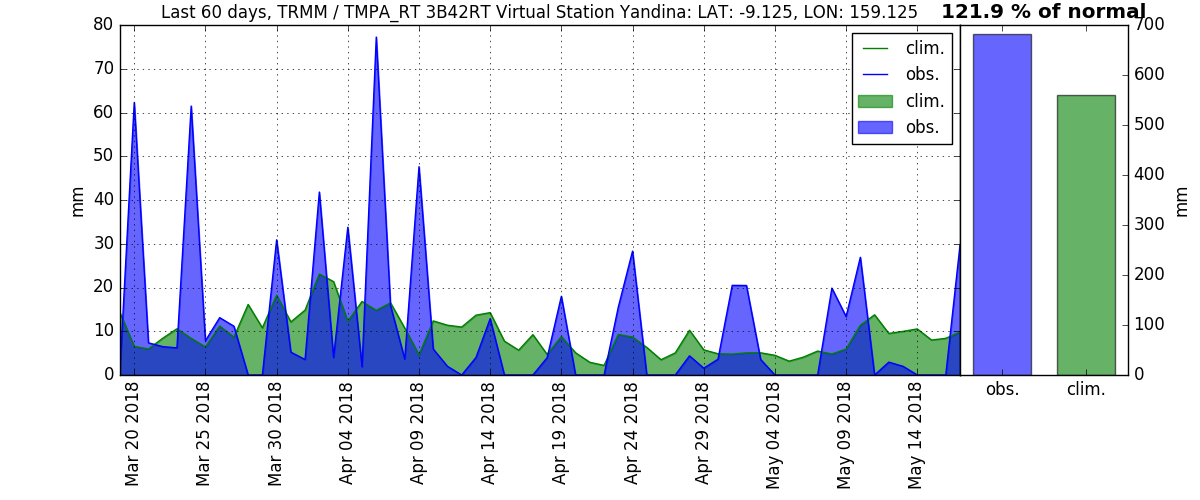 Last 60 days, TRMM / TMPA_RT 3B42RT Virtual Station Yandina: LAT: -9.125, LON: 159.125
121.9 % of normal
80
70
60
50
40
30
20
10
0
mm
clim.
obs.
clim.
obs.
700
600
500
400
300
200
100
0
mm
Mar 20 2018
Mar 25 2018
Mar 30 2018
Apr 04 2018
Apr 09 2018
Apr 14 2018
Apr 19 2018
Apr 24 2018
Apr 29 2018
May 04 2018
May 09 2018
May 14 2018
obs.
clim.